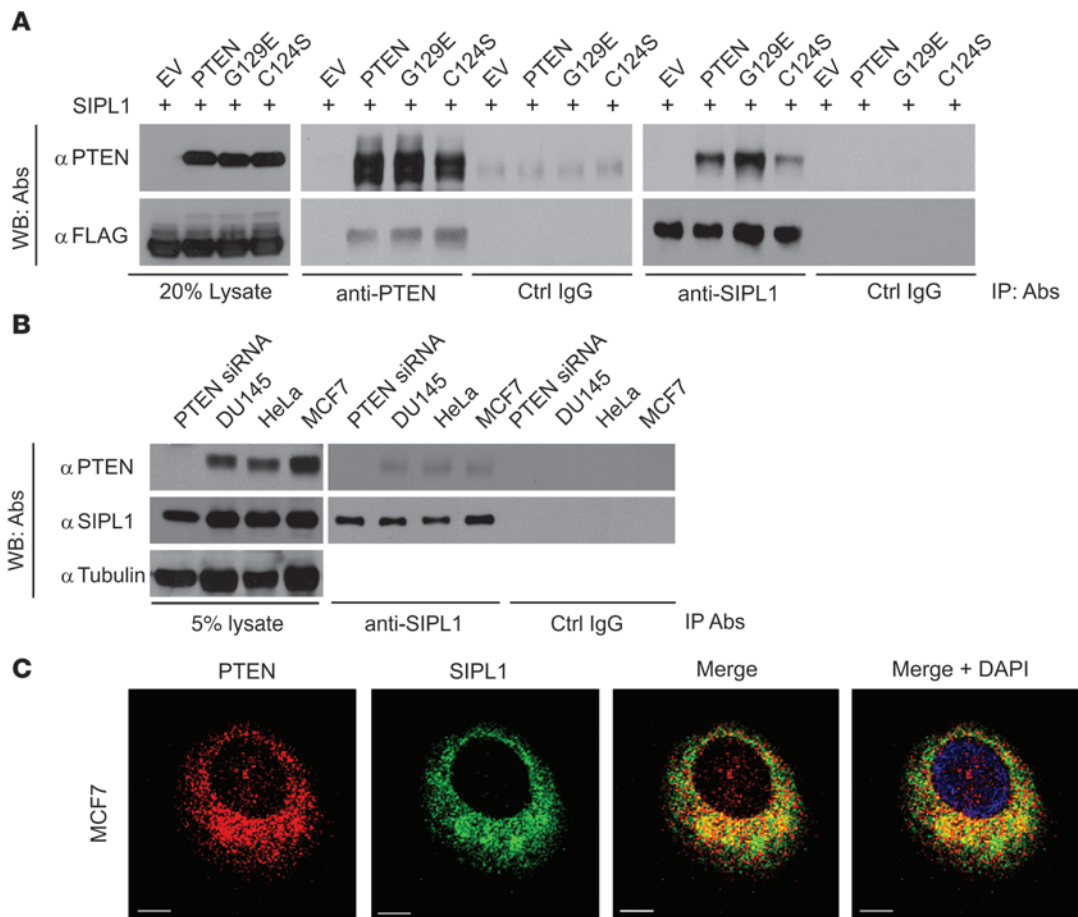 A
EV PTEN G129E C124S EV PTEN G129E C124S EV PTEN G129E C124S EV PTEN G129E C124S EV PTEN G129E C124S
SIPL1 + + + + + + + + + + + + + + + + + + + +
WB: Abs
α PTEN
α FLAG
20% Lysate anti-PTEN Ctrl IgG anti-SIPL1 Ctrl IgG IP: Abs
B
PTEN siRNA DU145 HeLa MCF7 PTEN siRNA DU145 HeLa MCF7 PTEN siRNA DU145 HeLa MCF7
WB: Abs
α PTEN
α SIPL1
α Tubulin
5% lysate anti-SIPL1 Ctrl IgG IP Abs
C
PTEN SIPL1 Merge Merge + DAPI
MCF7